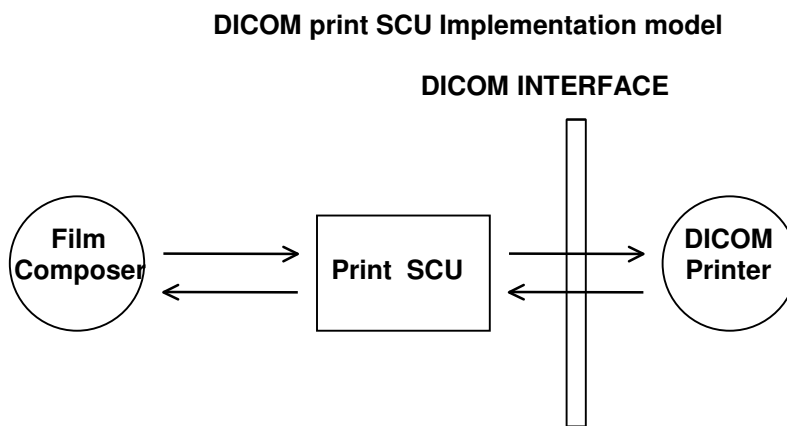 DICOM print SCU Implementation model
DICOM INTERFACE
Film
Composer
Print SCU
DICOM
Printer